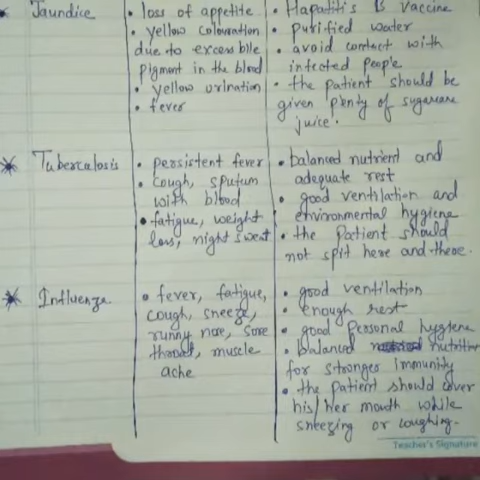 * Jaundice
• loss of appetite
• yellow colouration
due to excess bile
pigment in the blood
• yellow urination
• fever
• Hapatitis B vaccine
• purified water
• avoid contact with
infected people
• the patient should be
given plenty of sugarcane
juice.
* Tuberculosis
• persistent fever
• cough, sputum
with blood
• fatigue, weight
loss, night sweat
• balanced nutrient and
adequate rest
• good ventilation and
environmental hygiene
• the patient should
not spit here and there.
* Influenza
• fever, fatigue,
cough, sneeze,
runny nose, sore
throat, muscle
ache
• good ventilation
• enough rest
• good personal hygiene
• balanced nutrition
for stronger immunity
• the patient should cover
his/her mouth while
sneezing or coughing.
Teacher's Signature